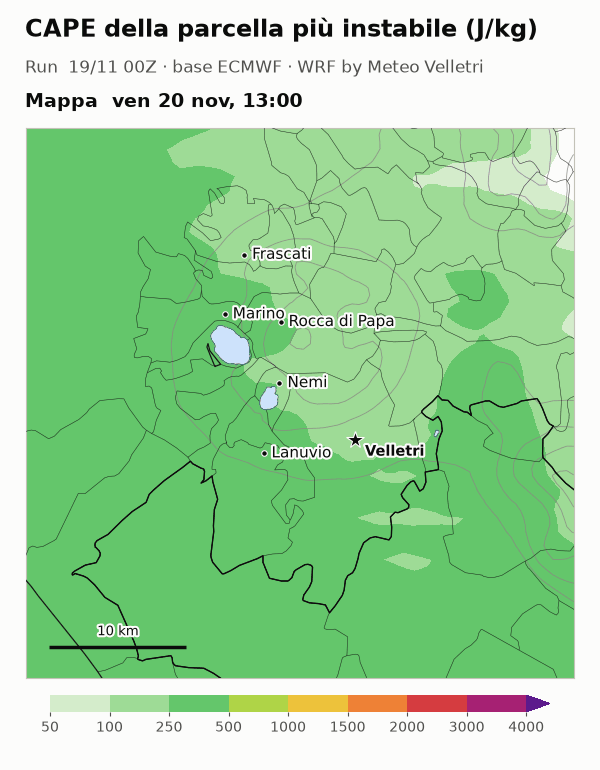 CAPE della parcella più instabile (J/kg)
Run  19/11 00Z · base ECMWF · WRF by Meteo Velletri
Mappa  ven 20 nov, 13:00
Frascati
Marino
Rocca di Papa
Nemi
Velletri
Lanuvio
10 km
50 100 250 500 1000 1500 2000 3000 4000